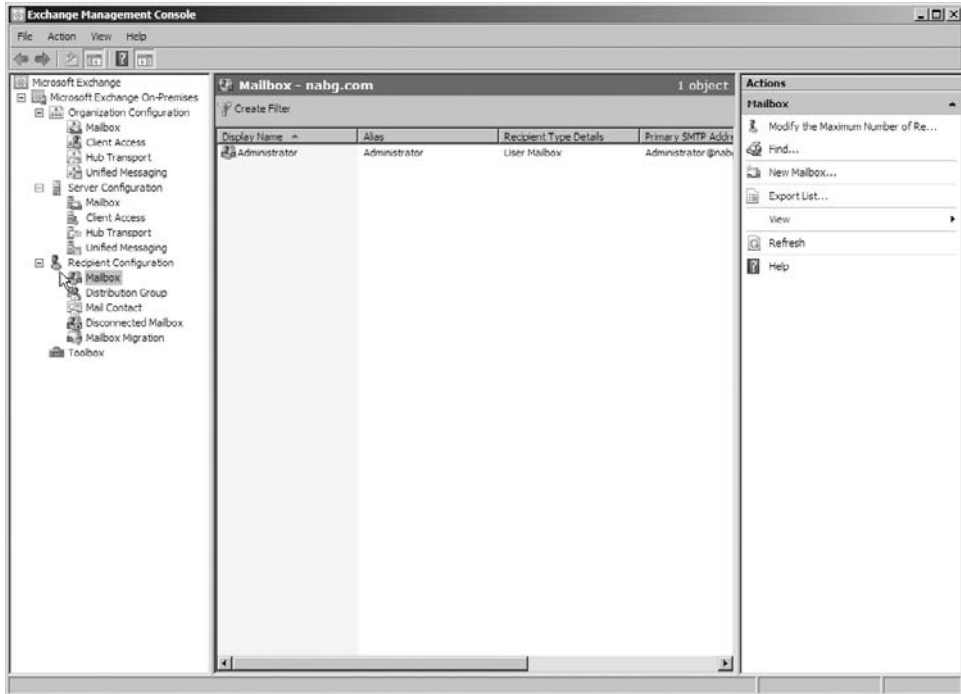 Exchange Management Console
File Action View Help
Microsoft Exchange
Microsoft Exchange On-Premises
Organization Configuration
Mailbox
Client Access
Hub Transport
Unified Messaging
Server Configuration
Mailbox
Client Access
Hub Transport
Unified Messaging
Recipient Configuration
Mailbox
Distribution Group
Mail Contact
Disconnected Mailbox
Mailbox Migration
Toolbox
Mailbox - nabg.com 1 object
Create Filter
Display Name Alias Recipient Type Details Primary SMTP Addre
Administrator Administrator User Mailbox Administrator@nab
Actions
Mailbox
Modify the Maximum Number of Re...
Find...
New Mailbox...
Export List...
View
Refresh
Help